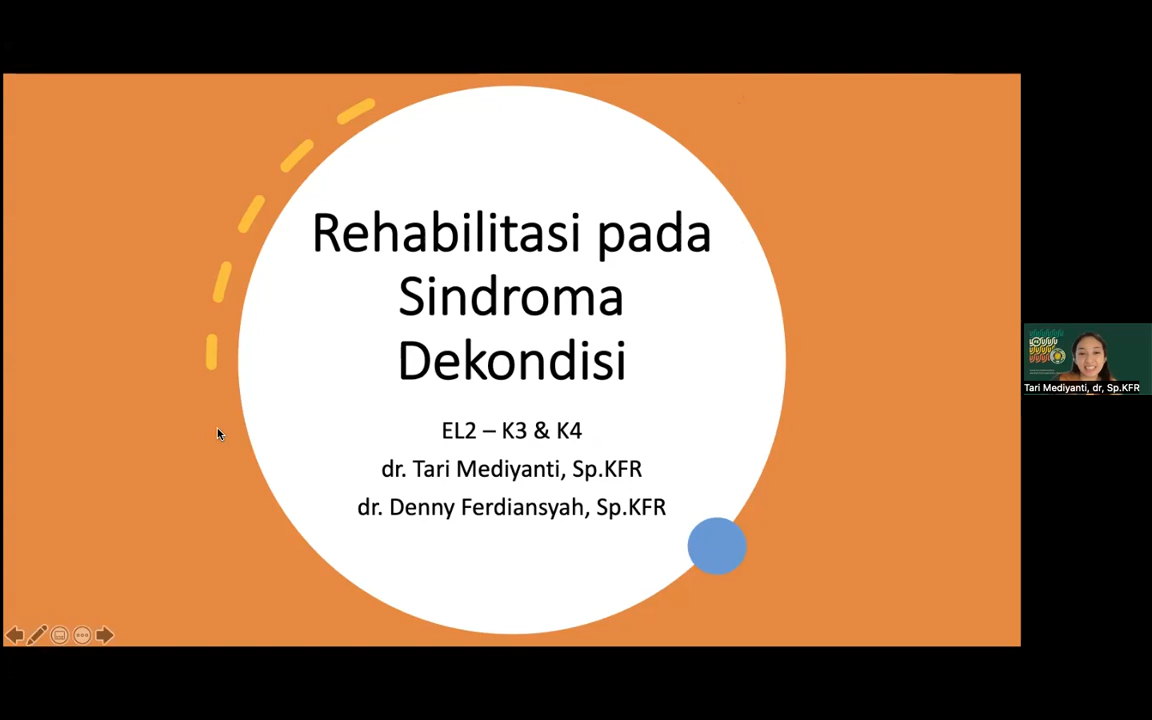 Rehabilitasi pada
Sindroma
Dekondisi
EL2 – K3 & K4
dr. Tari Mediyanti, Sp.KFR
dr. Denny Ferdiansyah, Sp.KFR
Tari Mediyanti, dr, Sp.KFR